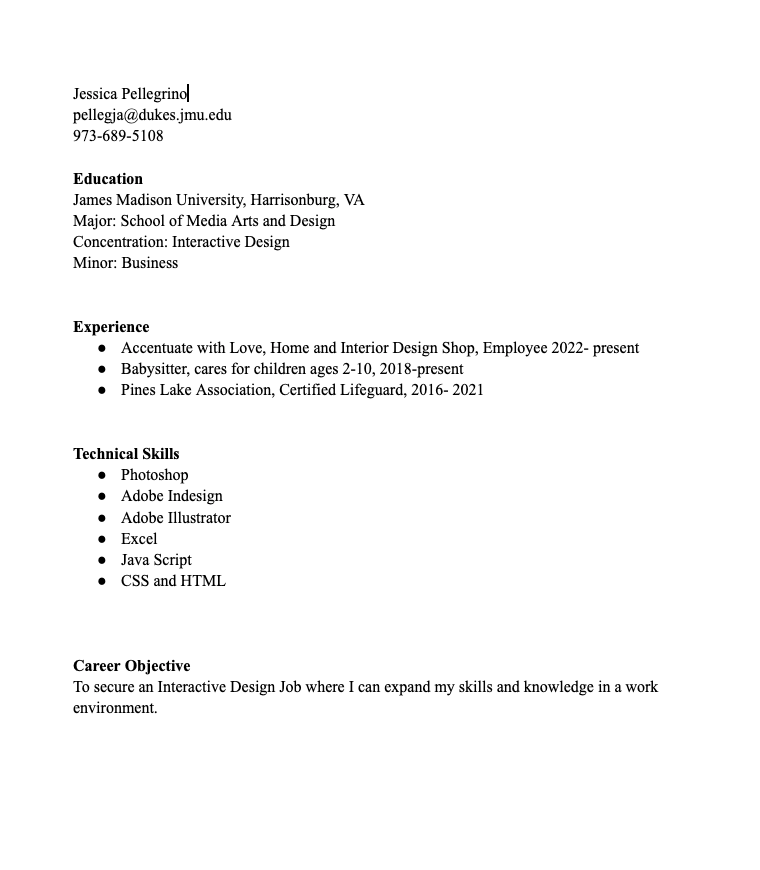 Jessica Pellegrino
pellegja@dukes.jmu.edu
973-689-5108
Education
James Madison University, Harrisonburg, VA
Major: School of Media Arts and Design
Concentration: Interactive Design
Minor: Business
Experience
● Accentuate with Love, Home and Interior Design Shop, Employee 2022- present
● Babysitter, cares for children ages 2-10, 2018-present
● Pines Lake Association, Certified Lifeguard, 2016- 2021
Technical Skills
● Photoshop
● Adobe Indesign
● Adobe Illustrator
● Excel
● Java Script
● CSS and HTML
Career Objective
To secure an Interactive Design Job where I can expand my skills and knowledge in a work
environment.